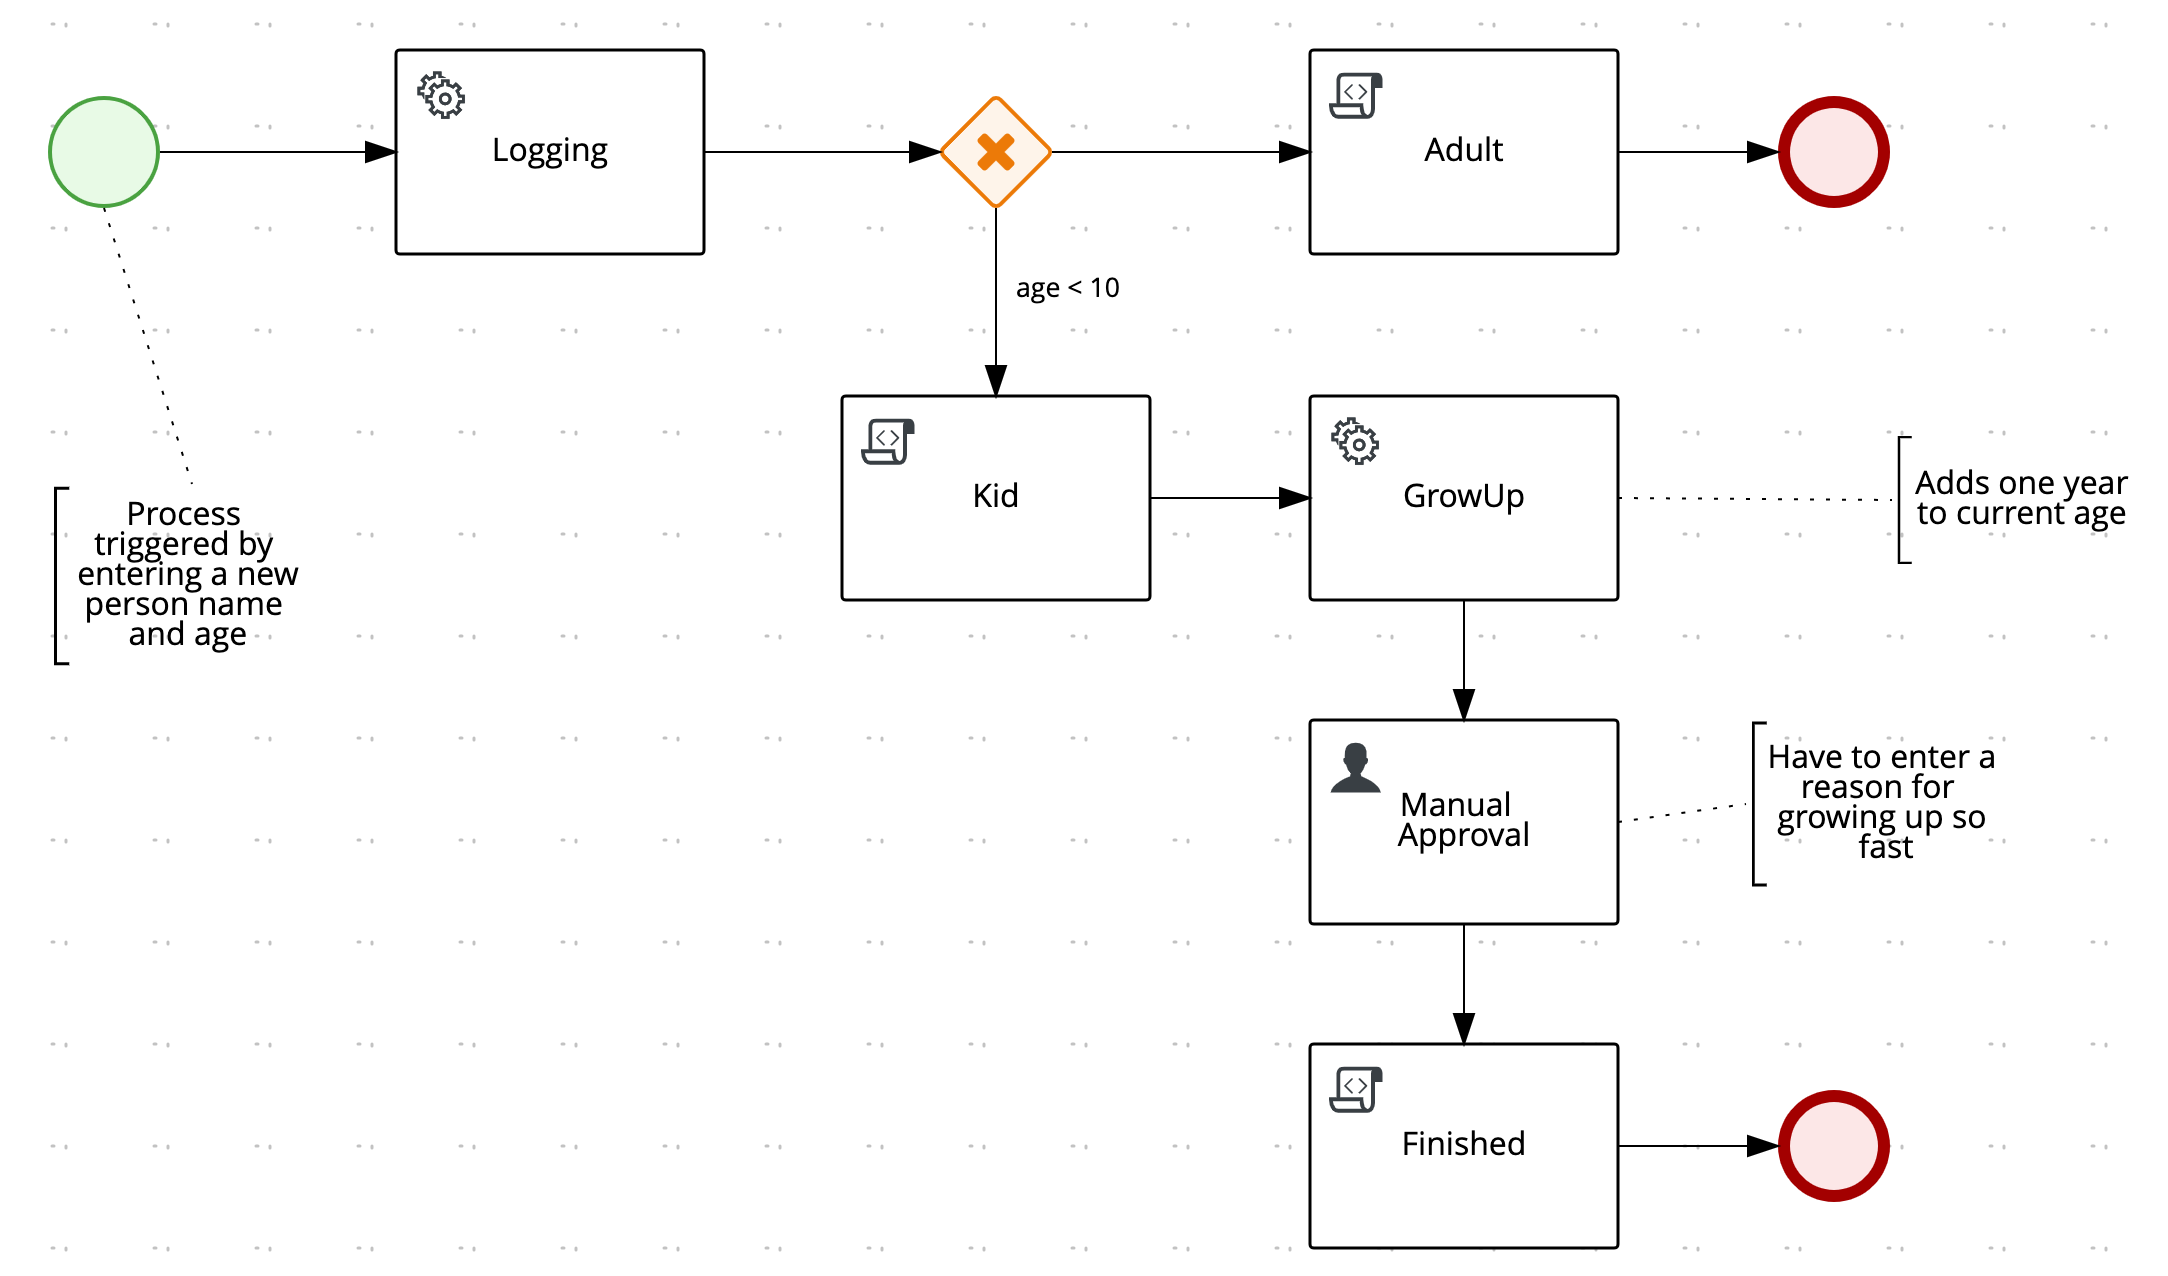 Logging
Adult
age < 10
Kid
GrowUp
Adds one year
to current age
Process
triggered by
entering a new
person name
and age
Manual
Approval
Have to enter a
reason for
growing up so
fast
Finished